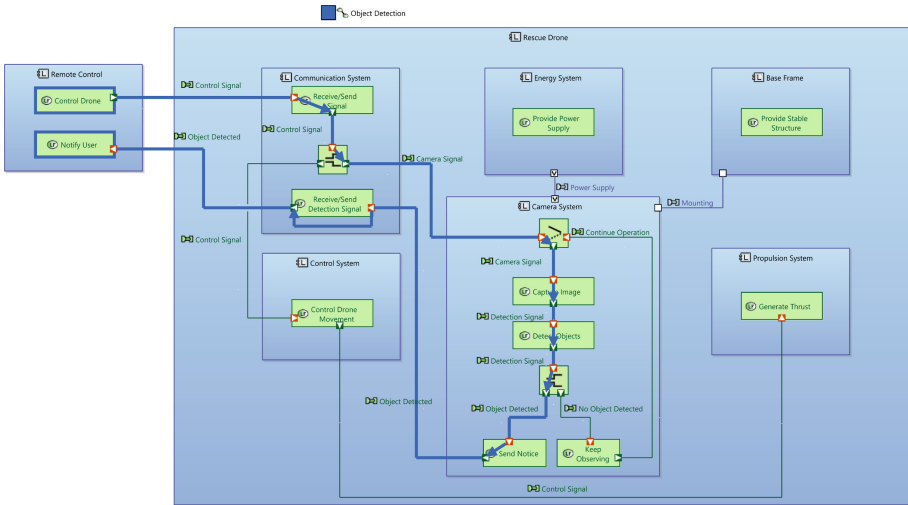 Object Detection
Rescue Drone
Remote Control
Control Drone
Notify User
Control Signal
Object Detected
Control Signal
Communication System
Receive/Send
Signal
Control Signal
Camera Signal
Receive/Send
Detection Signal
Energy System
Provide Power
Supply
Power Supply
Base Frame
Provide Stable
Structure
Mounting
Control System
Control Drone
Movement
Object Detected
Camera System
Continue Operation
Camera Signal
Capture Image
Detection Signal
Detect Objects
Detection Signal
Object Detected
No Object Detected
Send Notice
Keep
Observing
Propulsion System
Generate Thrust
Control Signal